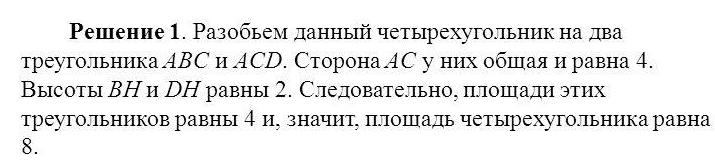 Решение 1. Разобьем данный четырехугольник на два
треугольника ABC и ACD. Сторона AC у них общая и равна 4.
Высоты BH и DH равны 2. Следовательно, площади этих
треугольников равны 4 и, значит, площадь четырехугольника равна
8.